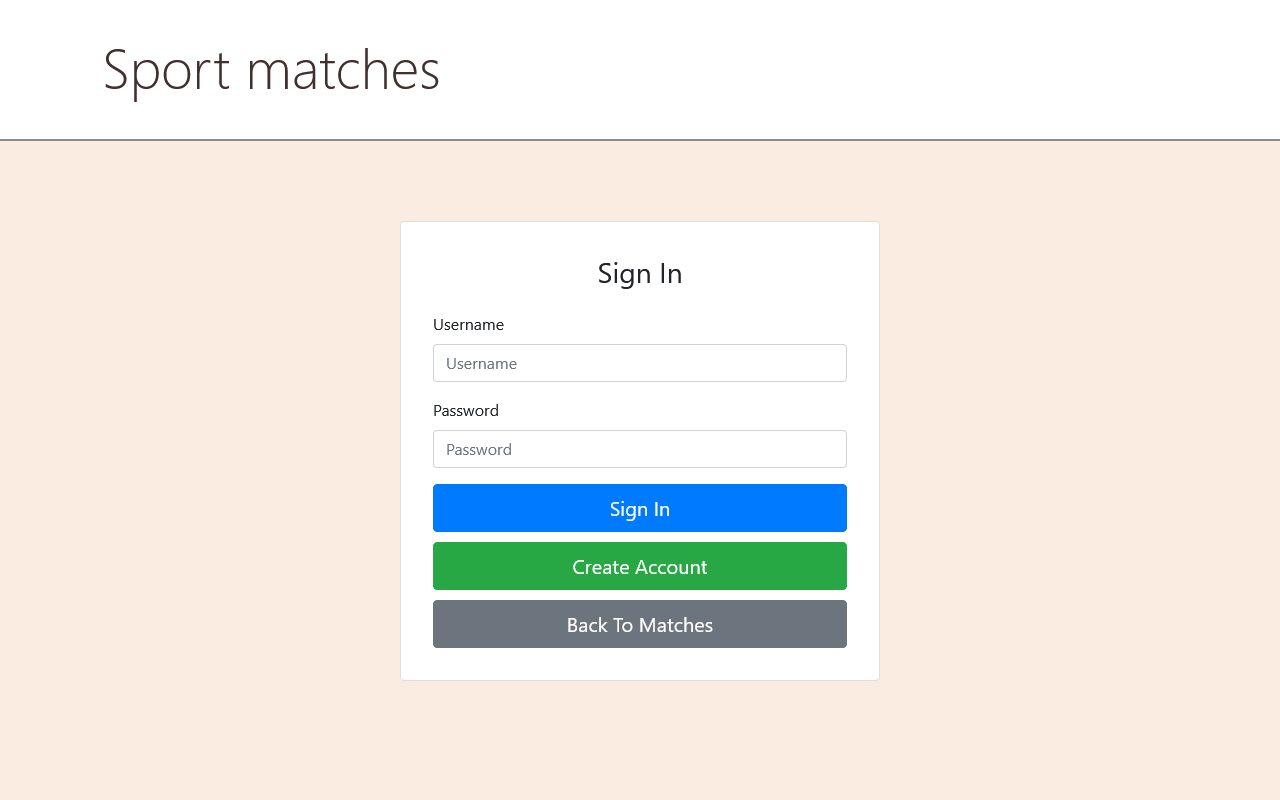 Sport matches
Sign In
Username
Username
Password
Password
Sign In
Create Account
Back To Matches